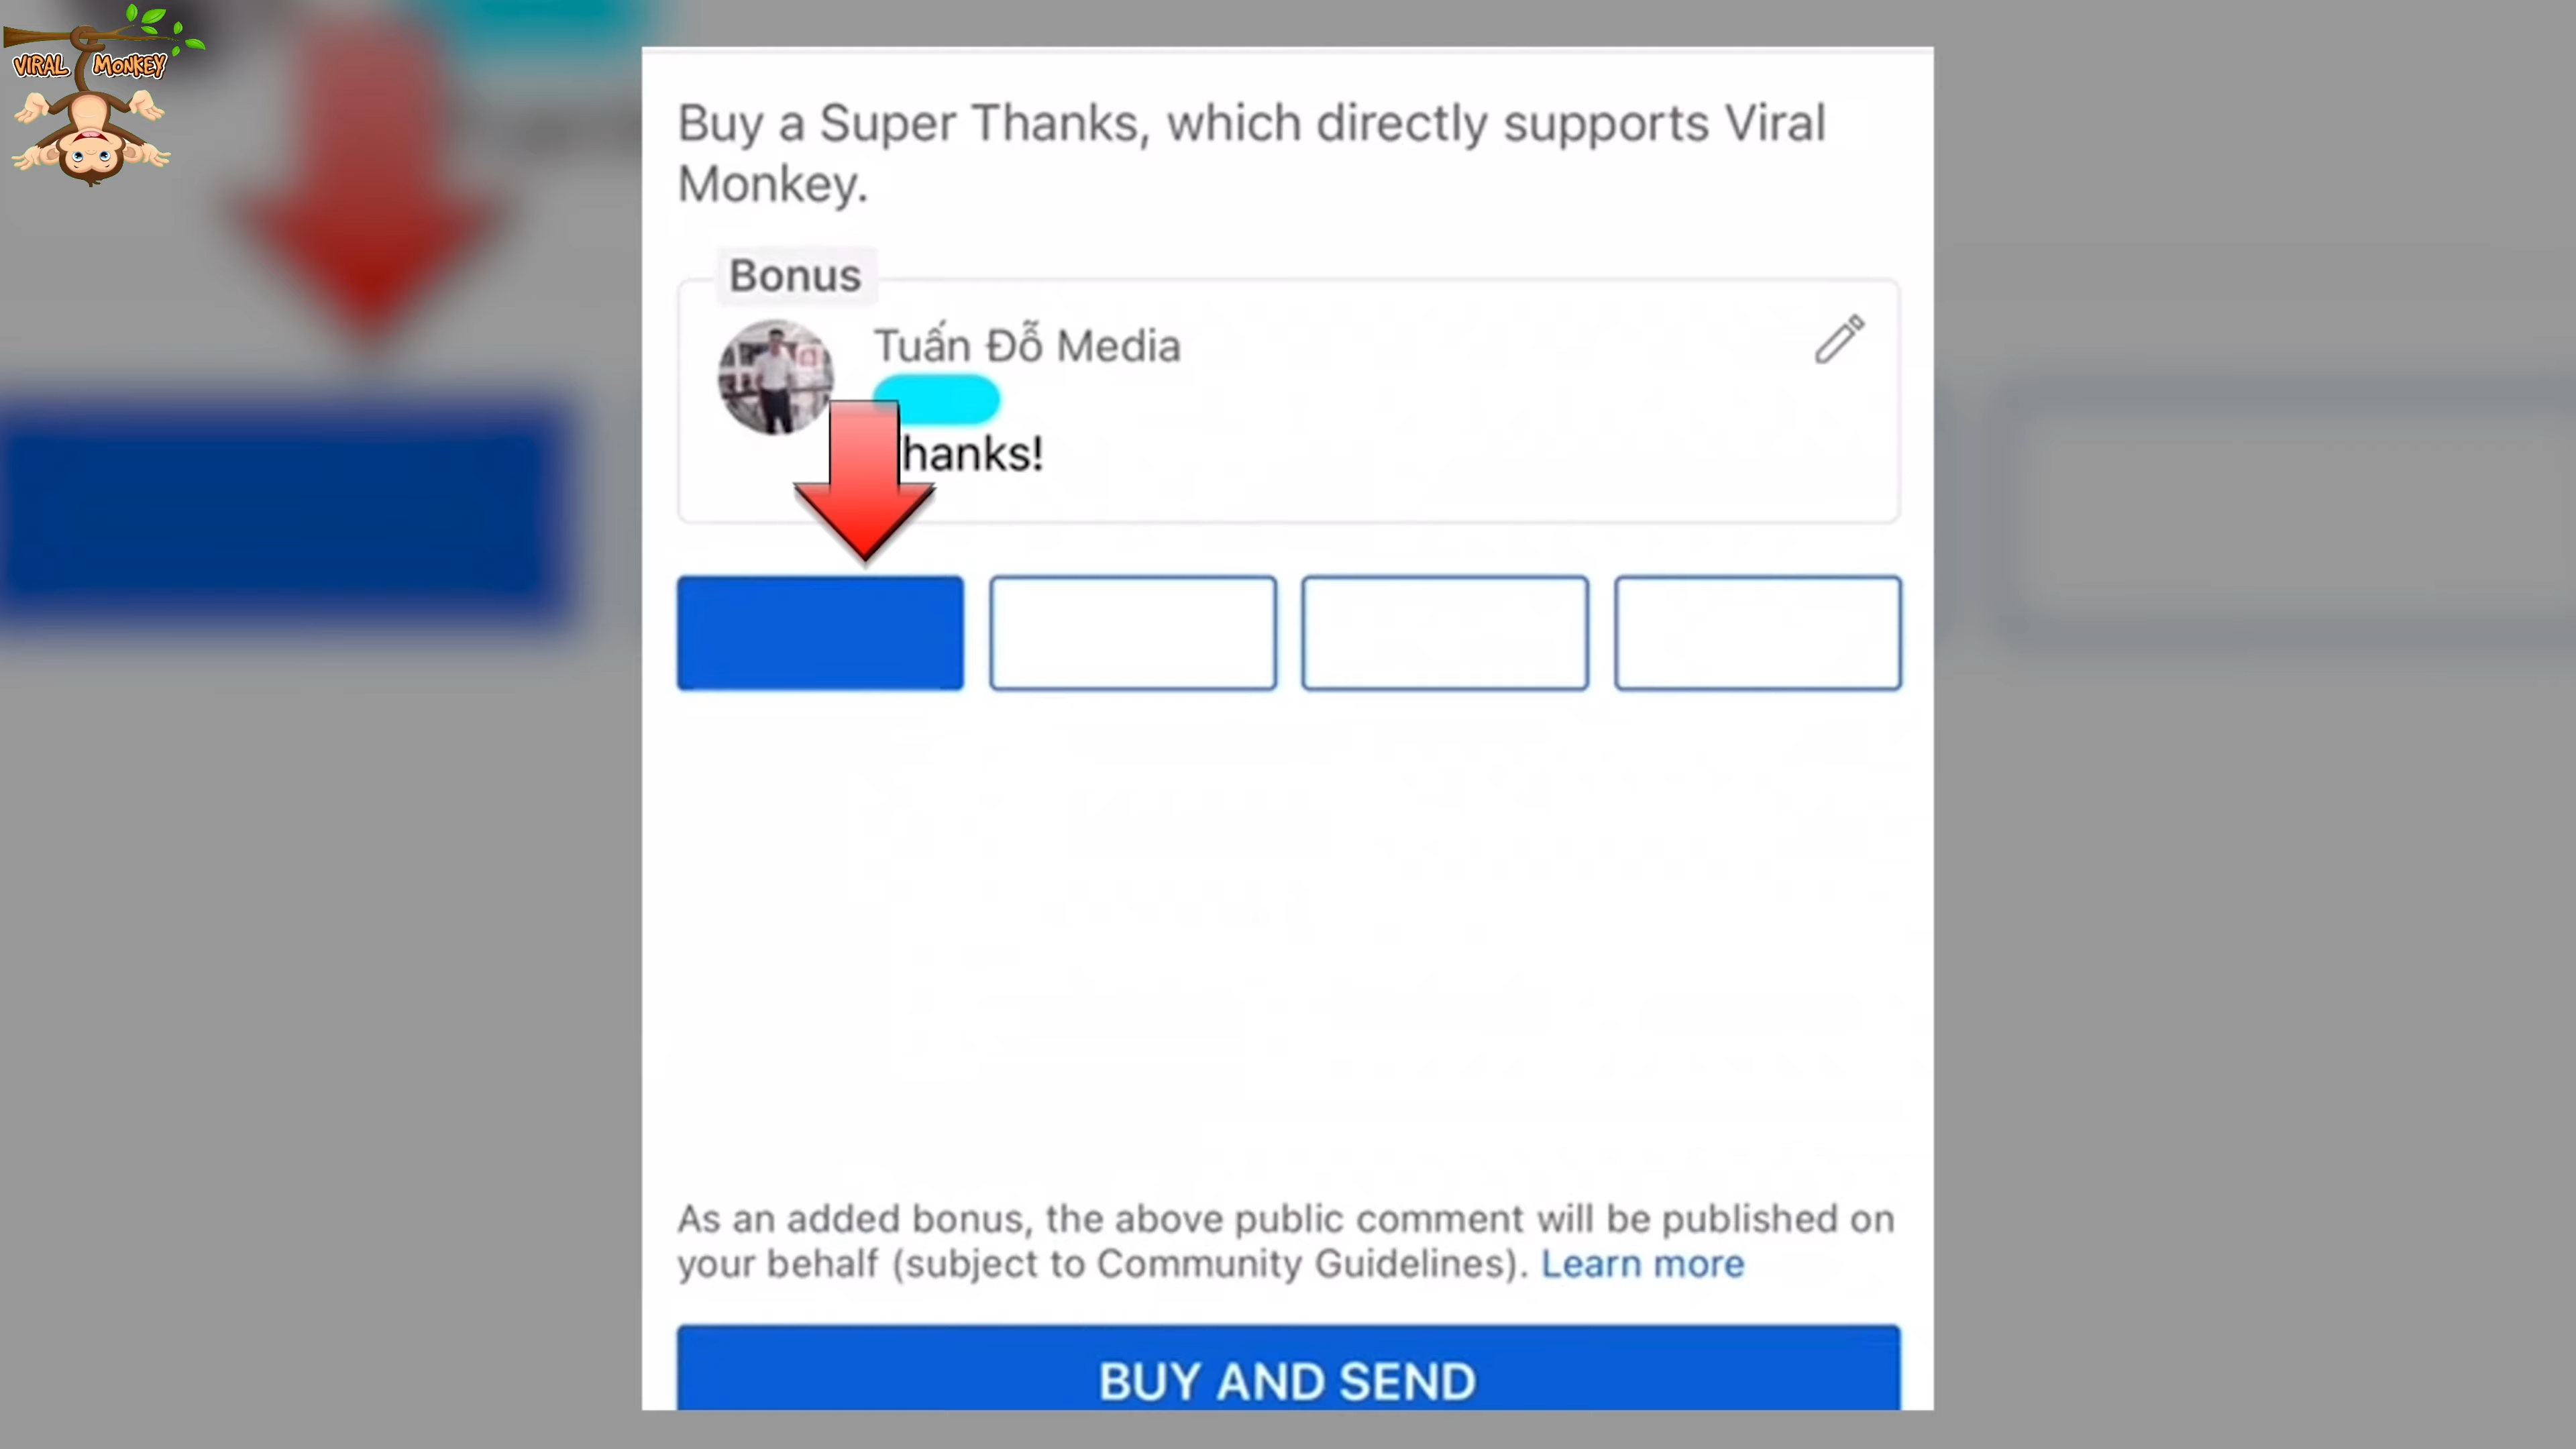 VIRAL MONKEY
Buy a Super Thanks, which directly supports Viral
Monkey.
Bonus
Tuấn Đỗ Media
hanks!
As an added bonus, the above public comment will be published on
your behalf (subject to Community Guidelines). Learn more
BUY AND SEND